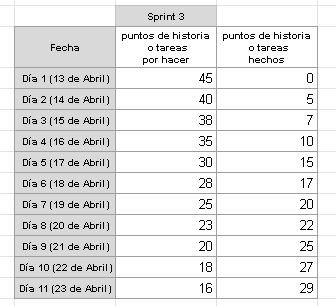 Sprint 3
Fecha
puntos de historia
o tareas
por hacer
puntos de historia
o tareas
hechos
Día 1 (13 de Abril) 45 0
Día 2 (14 de Abril) 40 5
Día 3 (15 de Abril) 38 7
Día 4 (16 de Abril) 35 10
Día 5 (17 de Abril) 30 15
Día 6 (18 de Abril) 28 17
Día 7 (19 de Abril) 25 20
Día 8 (20 de Abril) 23 22
Día 9 (21 de Abril) 20 25
Día 10 (22 de Abril) 18 27
Día 11 (23 de Abril) 16 29